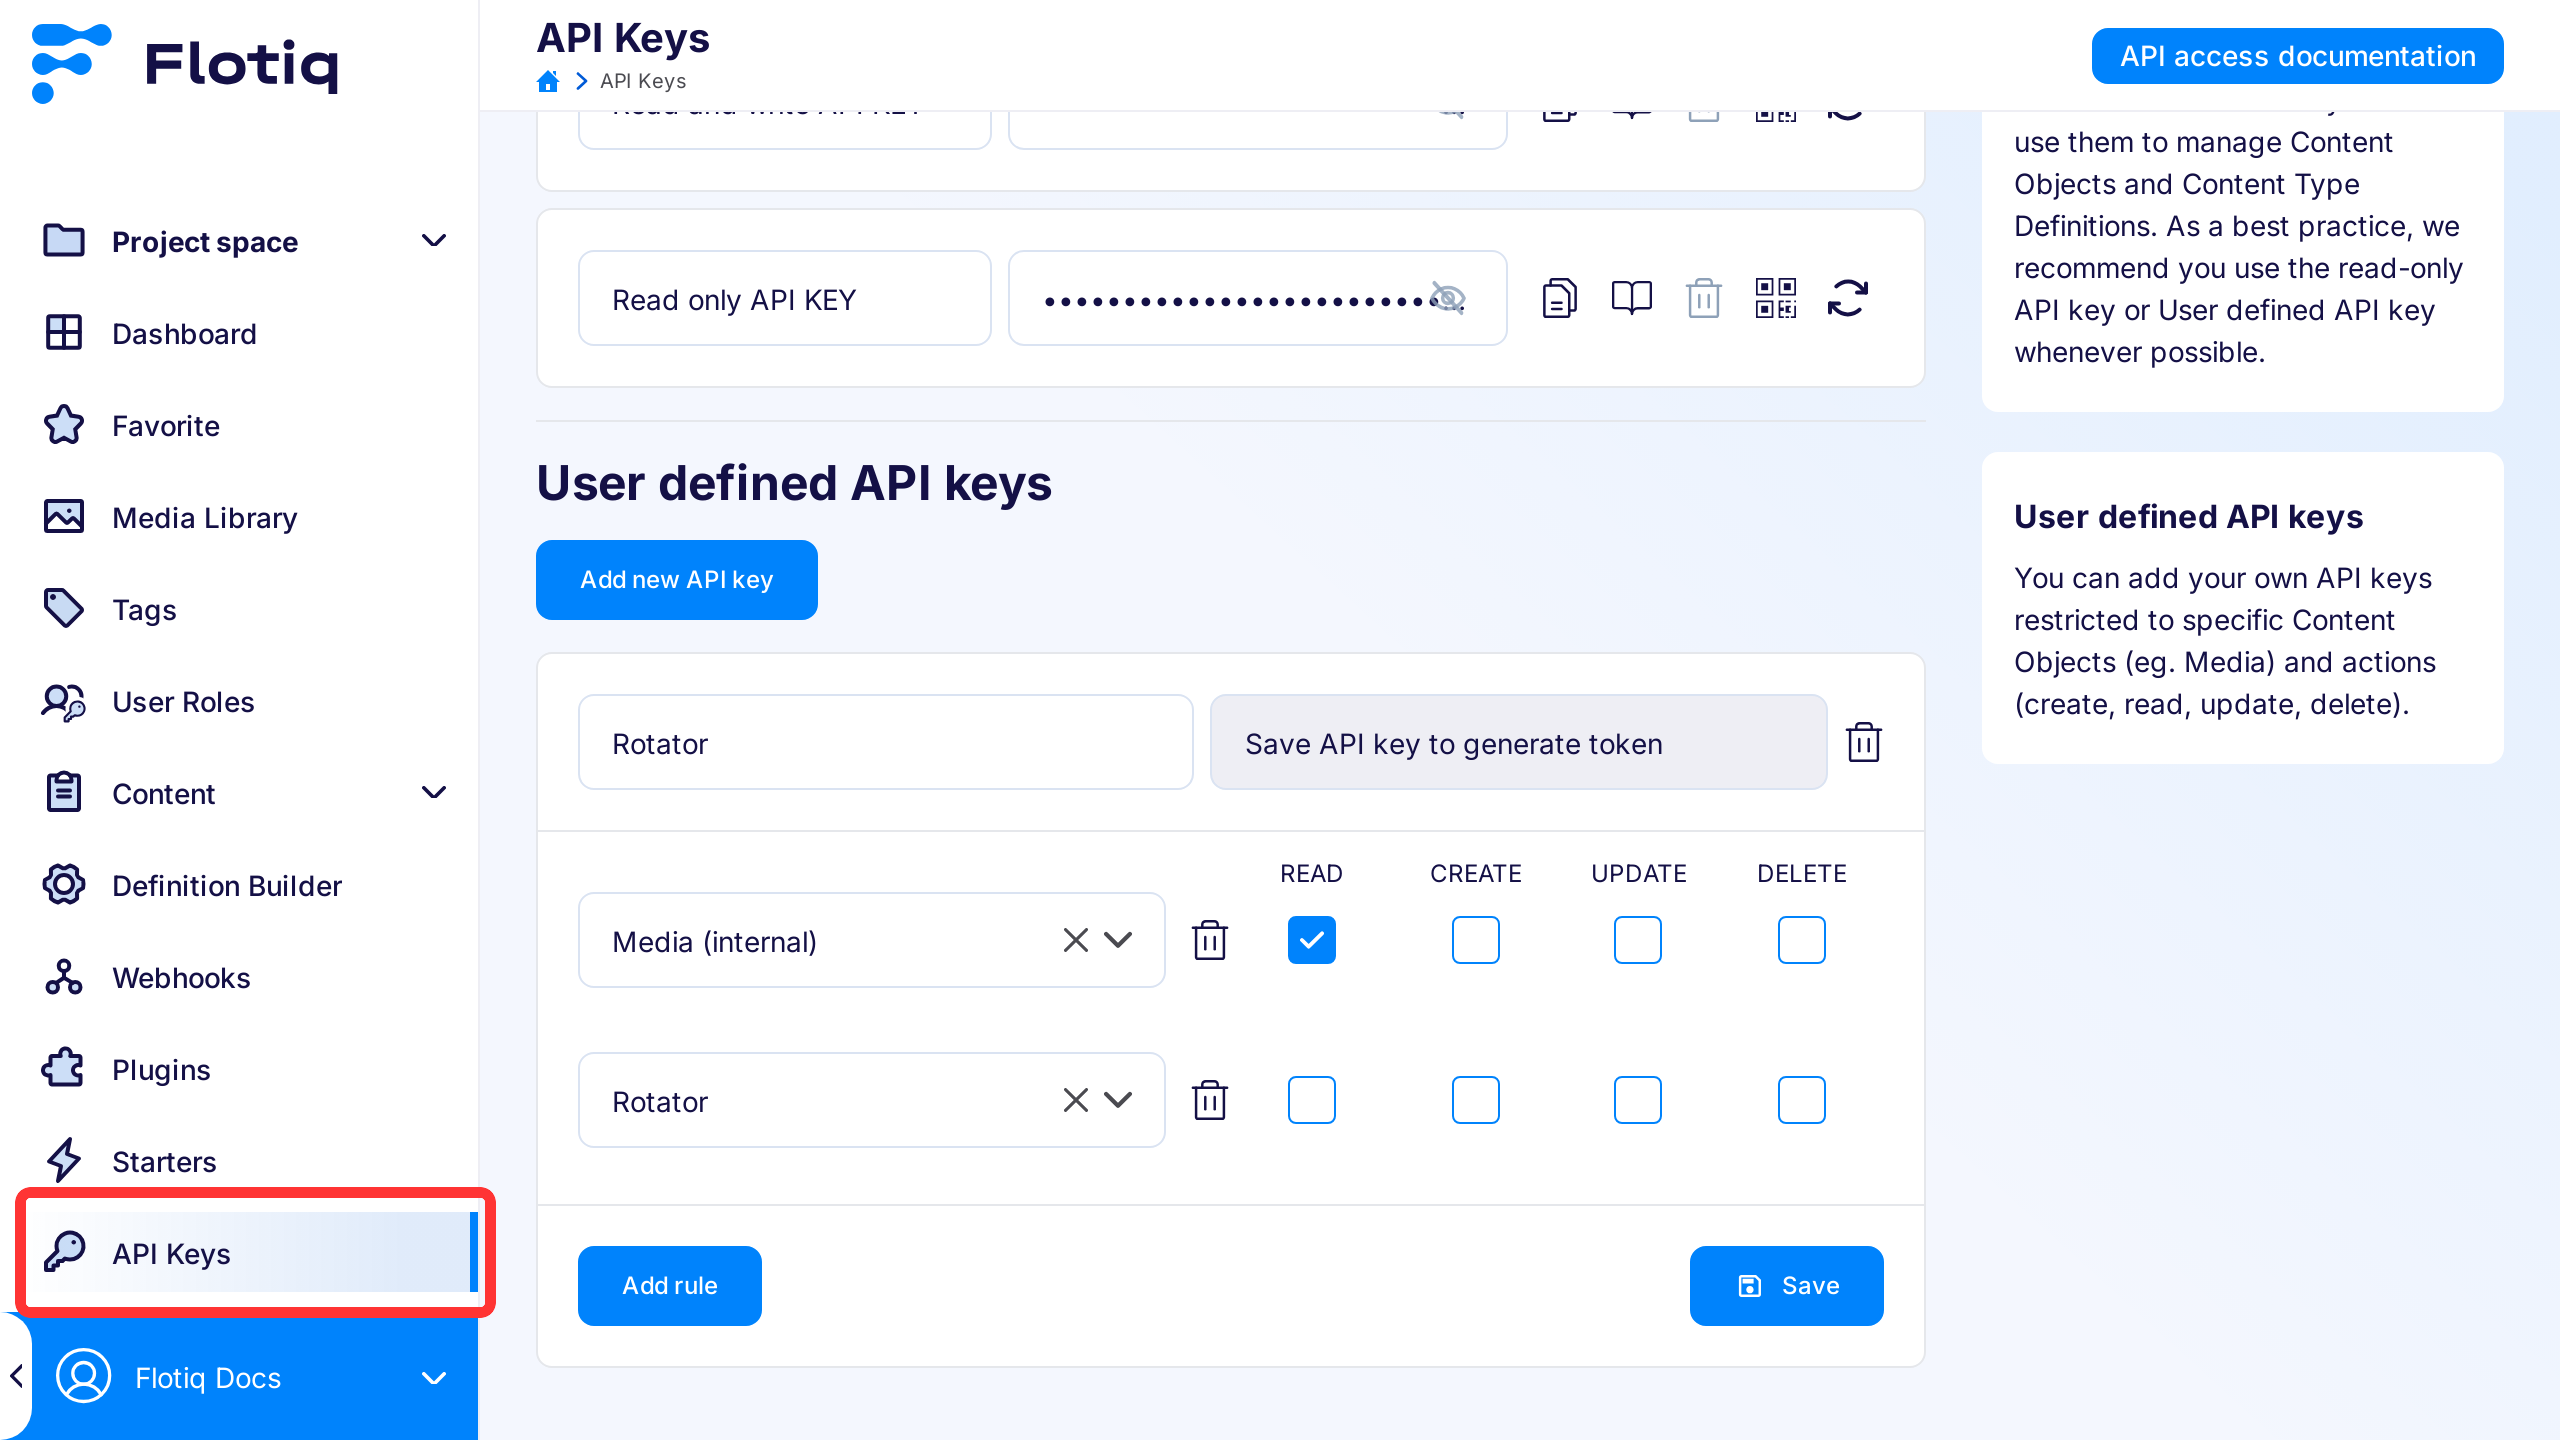 Flotiq
Project space
Dashboard
Favorite
Media Library
Tags
User Roles
Content
Definition Builder
Webhooks
Plugins
Starters
API Keys
Flotiq Docs
API Keys
API Keys
API access documentation
Read and write API KEY
Read only API KEY
User defined API keys
Add new API key
Rotator
Save API key to generate token
READ CREATE UPDATE DELETE
Media (internal)
Rotator
Add rule
Save
use them to manage Content
Objects and Content Type
Definitions. As a best practice, we
recommend you use the read-only
API key or User defined API key
whenever possible.
User defined API keys
You can add your own API keys
restricted to specific Content
Objects (eg. Media) and actions
(create, read, update, delete).